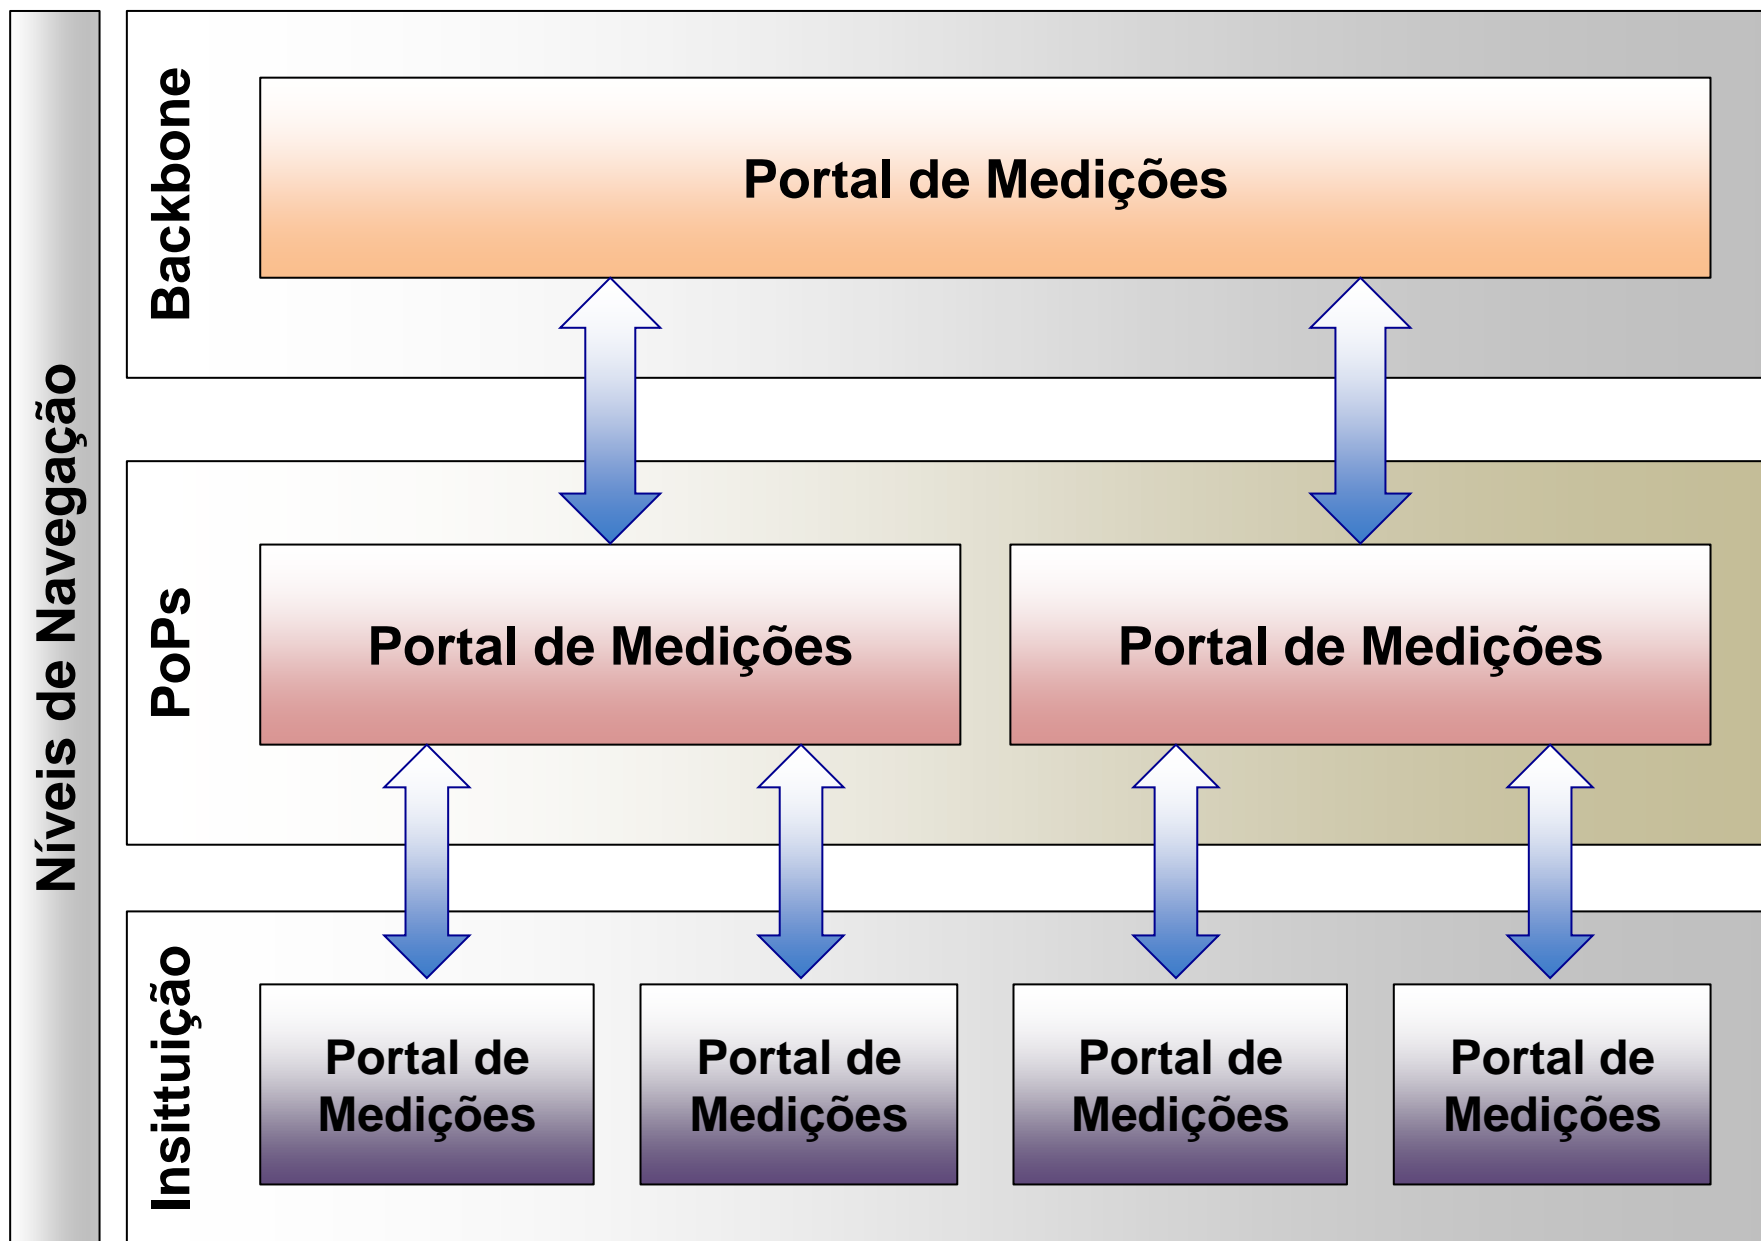 Níveis de Navegação
Backbone
Portal de Medições
PoPs
Portal de Medições
Portal de Medições
Insittuição
Portal de
Medições
Portal de
Medições
Portal de
Medições
Portal de
Medições